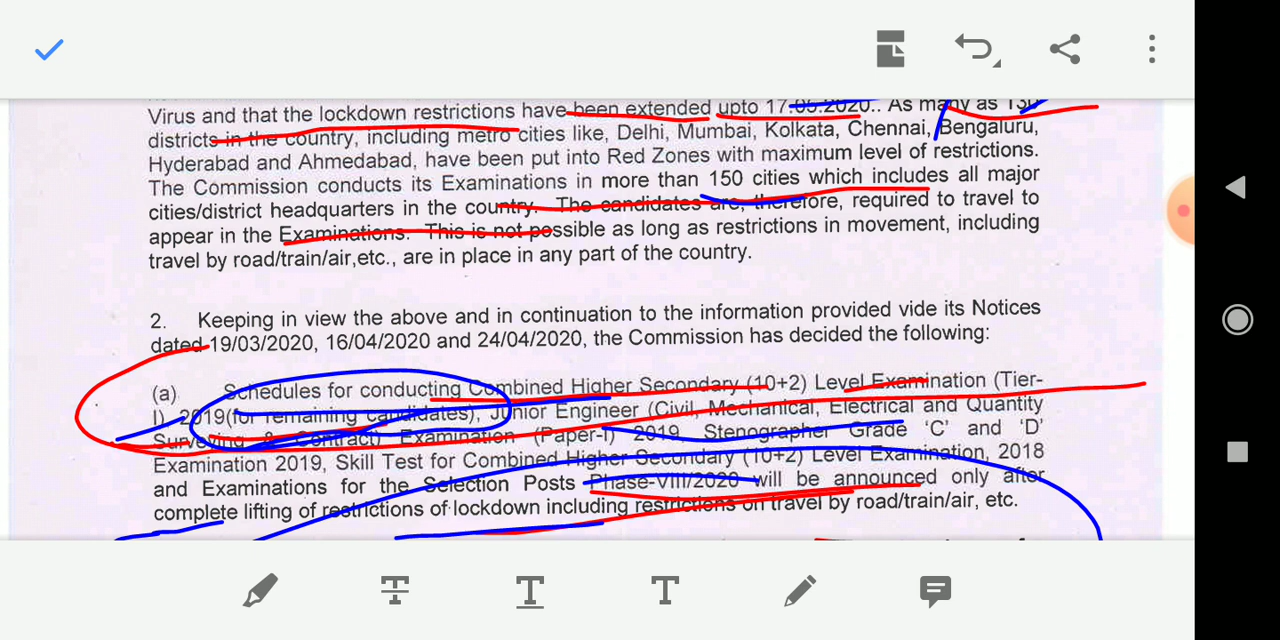 Virus and that the lockdown restrictions have been extended upto 17.05.2020.. As many as 130
districts in the country, including metro cities like, Delhi, Mumbai, Kolkata, Chennai, Bengaluru,
Hyderabad and Ahmedabad, have been put into Red Zones with maximum level of restrictions.
The Commission conducts its Examinations in more than 150 cities which includes all major
cities/district headquarters in the country. The candidates are, therefore, required to travel to
appear in the Examinations. This is not possible as long as restrictions in movement, including
travel by road/train/air,etc., are in place in any part of the country.
2. Keeping in view the above and in continuation to the information provided vide its Notices
dated 19/03/2020, 16/04/2020 and 24/04/2020, the Commission has decided the following:
(a) Schedules for conducting Combined Higher Secondary (10+2) Level Examination (Tier-
I) 2019(for remaining candidates), Junior Engineer (Civil, Mechanical, Electrical and Quantity
Surveying & Contract) Examination (Paper-I) 2019, Stenographer Grade 'C' and 'D'
Examination 2019, Skill Test for Combined Higher Secondary (10+2) Level Examination, 2018
and Examinations for the Selection Posts Phase-VIII/2020 will be announced only after
complete lifting of restrictions of lockdown including restrictions on travel by road/train/air, etc.